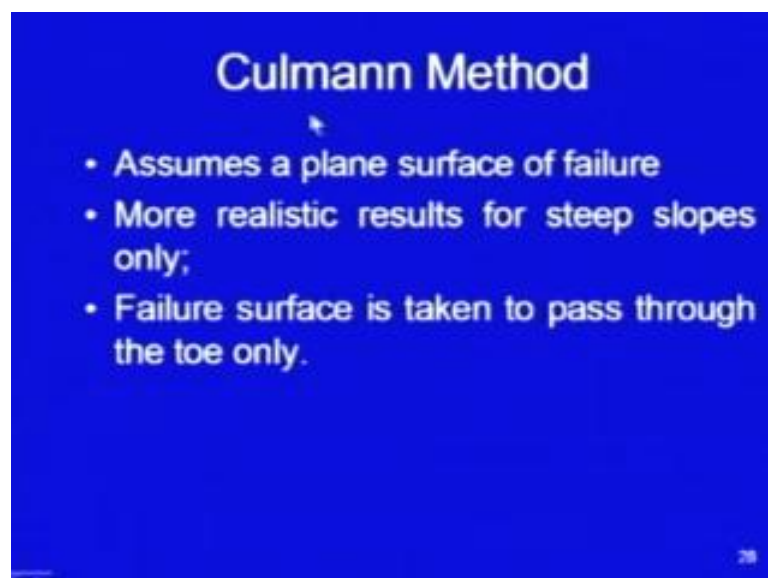 Culmann Method
• Assumes a plane surface of failure
• More realistic results for steep slopes
only;
• Failure surface is taken to pass through
the toe only.
28